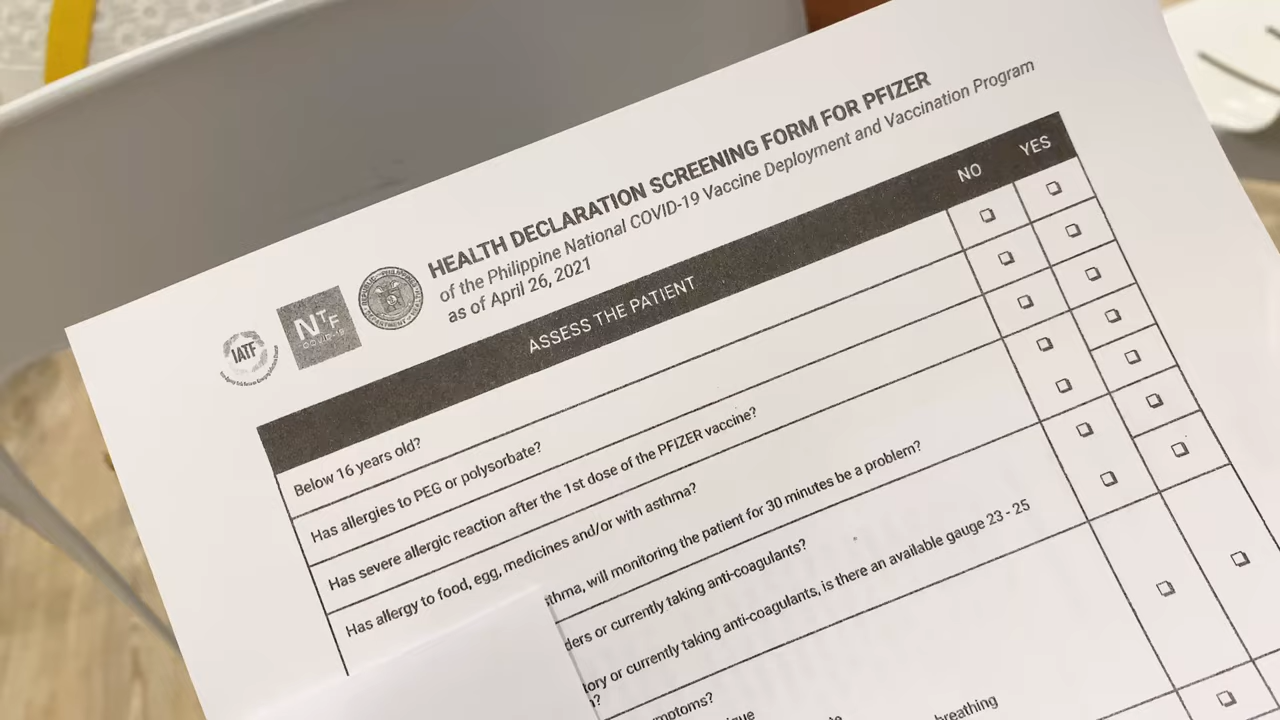 HEALTH DECLARATION SCREENING FORM FOR PFIZER
of the Philippine National COVID-19 Vaccine Deployment and Vaccination Program
as of April 26, 2021
IATF
NTF
COVID-19
ASSESS THE PATIENT NO YES
Below 16 years old?
Has allergies to PEG or polysorbate?
Has severe allergic reaction after the 1st dose of the PFIZER vaccine?
Has allergy to food, egg, medicines and/or with asthma?
sthma, will monitoring the patient for 30 minutes be a problem?
ders or currently taking anti-coagulants?
tory or currently taking anti-coagulants, is there an available gauge 23 - 25
n?
mptoms?
breathing